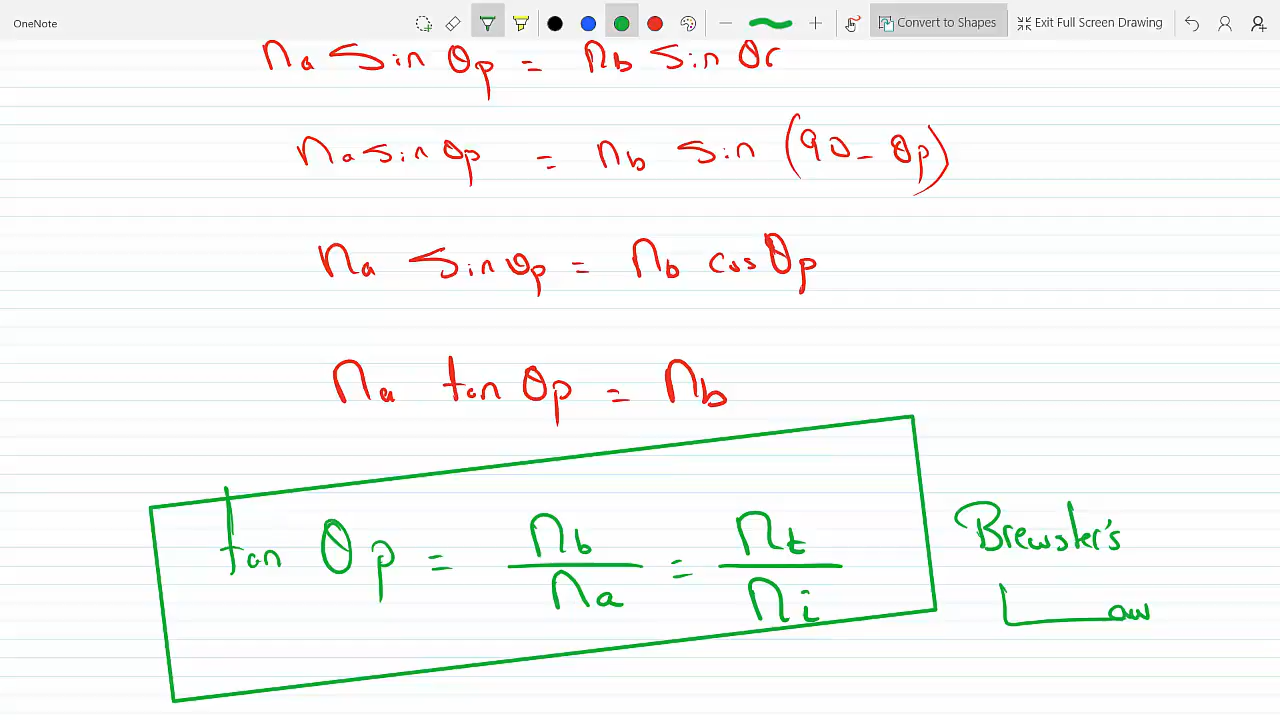 OneNote
Convert to Shapes
Exit Full Screen Drawing
na sin θp = nb sin θr
na sin θp = nb sin (90 - θp)
na sin θp = nb cos θp
na tan θp = nb
tan θp = nb/na = nt/ni
Brewster's
Law